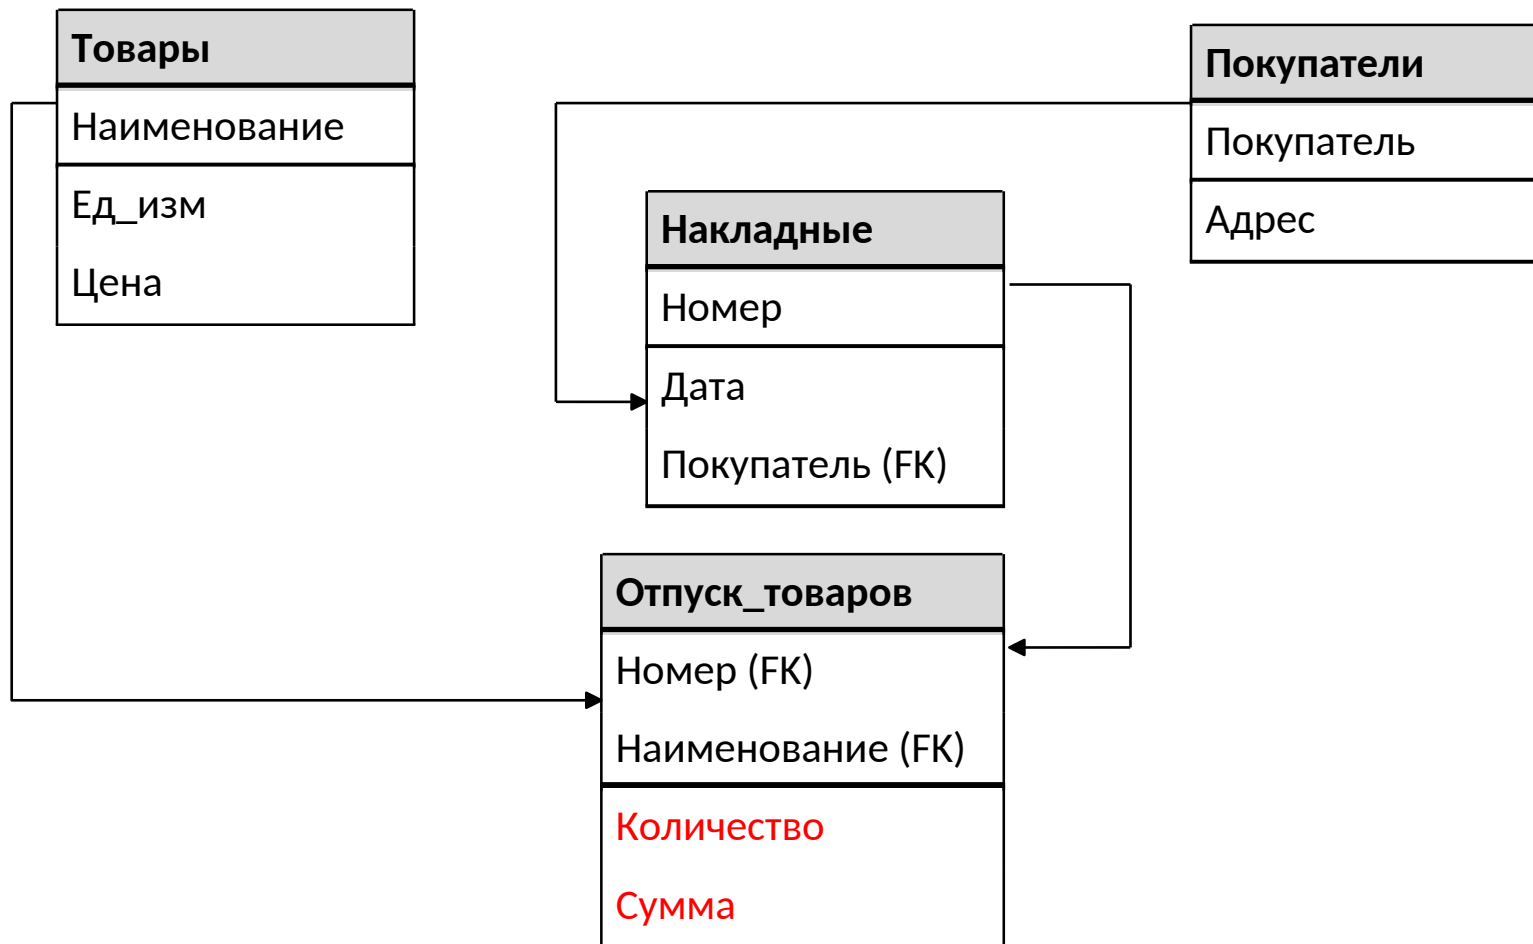 Товары
Наименование
Ед_изм
Цена
Покупатели
Покупатель
Адрес
Накладные
Номер
Дата
Покупатель (FK)
Отпуск_товаров
Номер (FK)
Наименование (FK)
Количество
Сумма